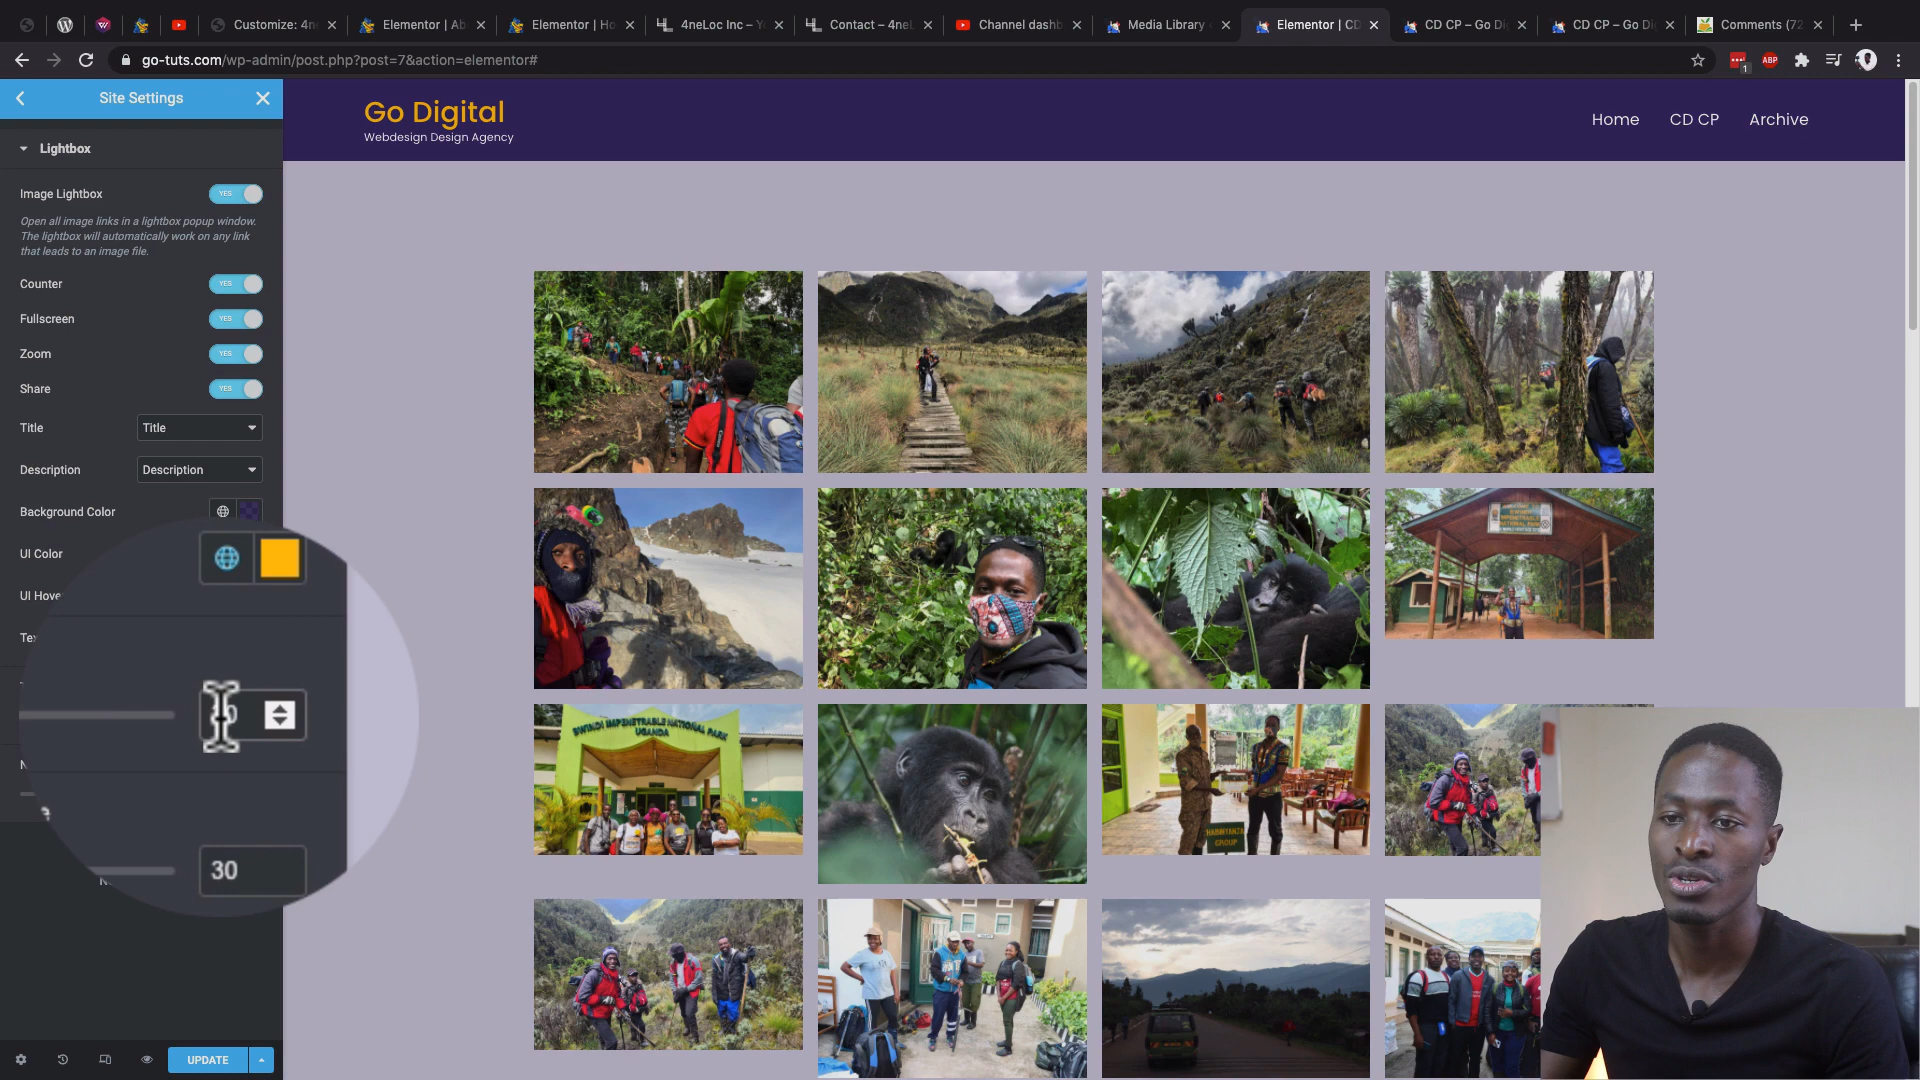 Customize: 4n
Elementor | Ab
Elementor | Ho
4neLoc Inc – Y
Contact – 4neL
Channel dashb
Media Library
Elementor | CD
CD CP – Go Di
CD CP – Go Di
Comments (72
go-tuts.com/wp-admin/post.php?post=7&action=elementor#
1
ABP
Site Settings
Go Digital
Webdesign Design Agency
Home
CD CP
Archive
Lightbox
Image Lightbox
YES
Open all image links in a lightbox popup window.
The lightbox will automatically work on any link
that leads to an image file.
Counter
YES
Fullscreen
YES
Zoom
YES
Share
YES
Title
Title
Description
Description
Background Color
UI Color
UI Hove
30
BWINDI IMPENETRABLE NATIONAL PARK
UGANDA
HABINYANJA
GROUP
UPDATE